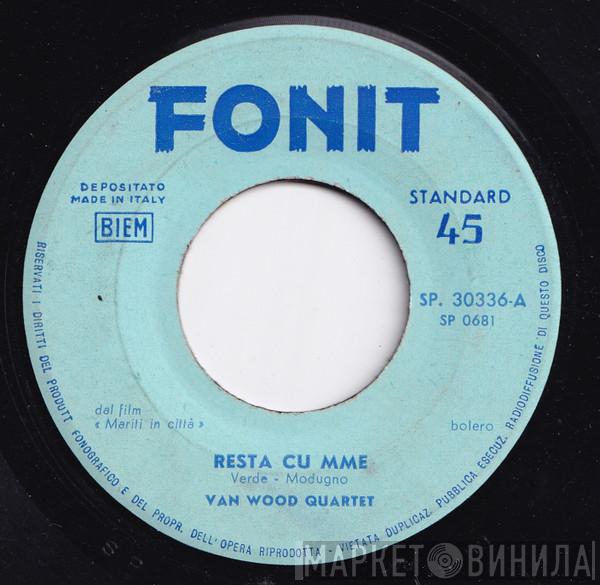 FONIT
DEPOSITATO
MADE IN ITALY
BIEM
STANDARD
45
SP. 30336-A
SP 0681
dal film
« Mariti in città »
bolero
RESTA CU MME
Verde - Modugno
VAN WOOD QUARTET
RISERVATI I DIRITTI DEL PRODUTT FONOGRAFICO E DEL PROPR. DELL'OPERA RIPRODOTTA - VIETATA DUPLICAZ. PUBBLICA ESECUZ. RADIODIFFUSIONE DI QUESTO DISCO
МАРКЕТ ВИНИЛА